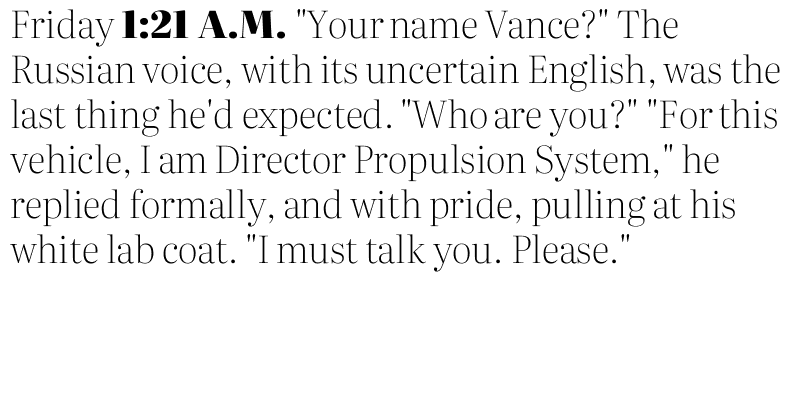 Friday 1:21 A.M. "Your name Vance?" The
Russian voice, with its uncertain English, was the
last thing he'd expected. "Who are you?" "For this
vehicle, I am Director Propulsion System," he
replied formally, and with pride, pulling at his
white lab coat. "I must talk you. Please."